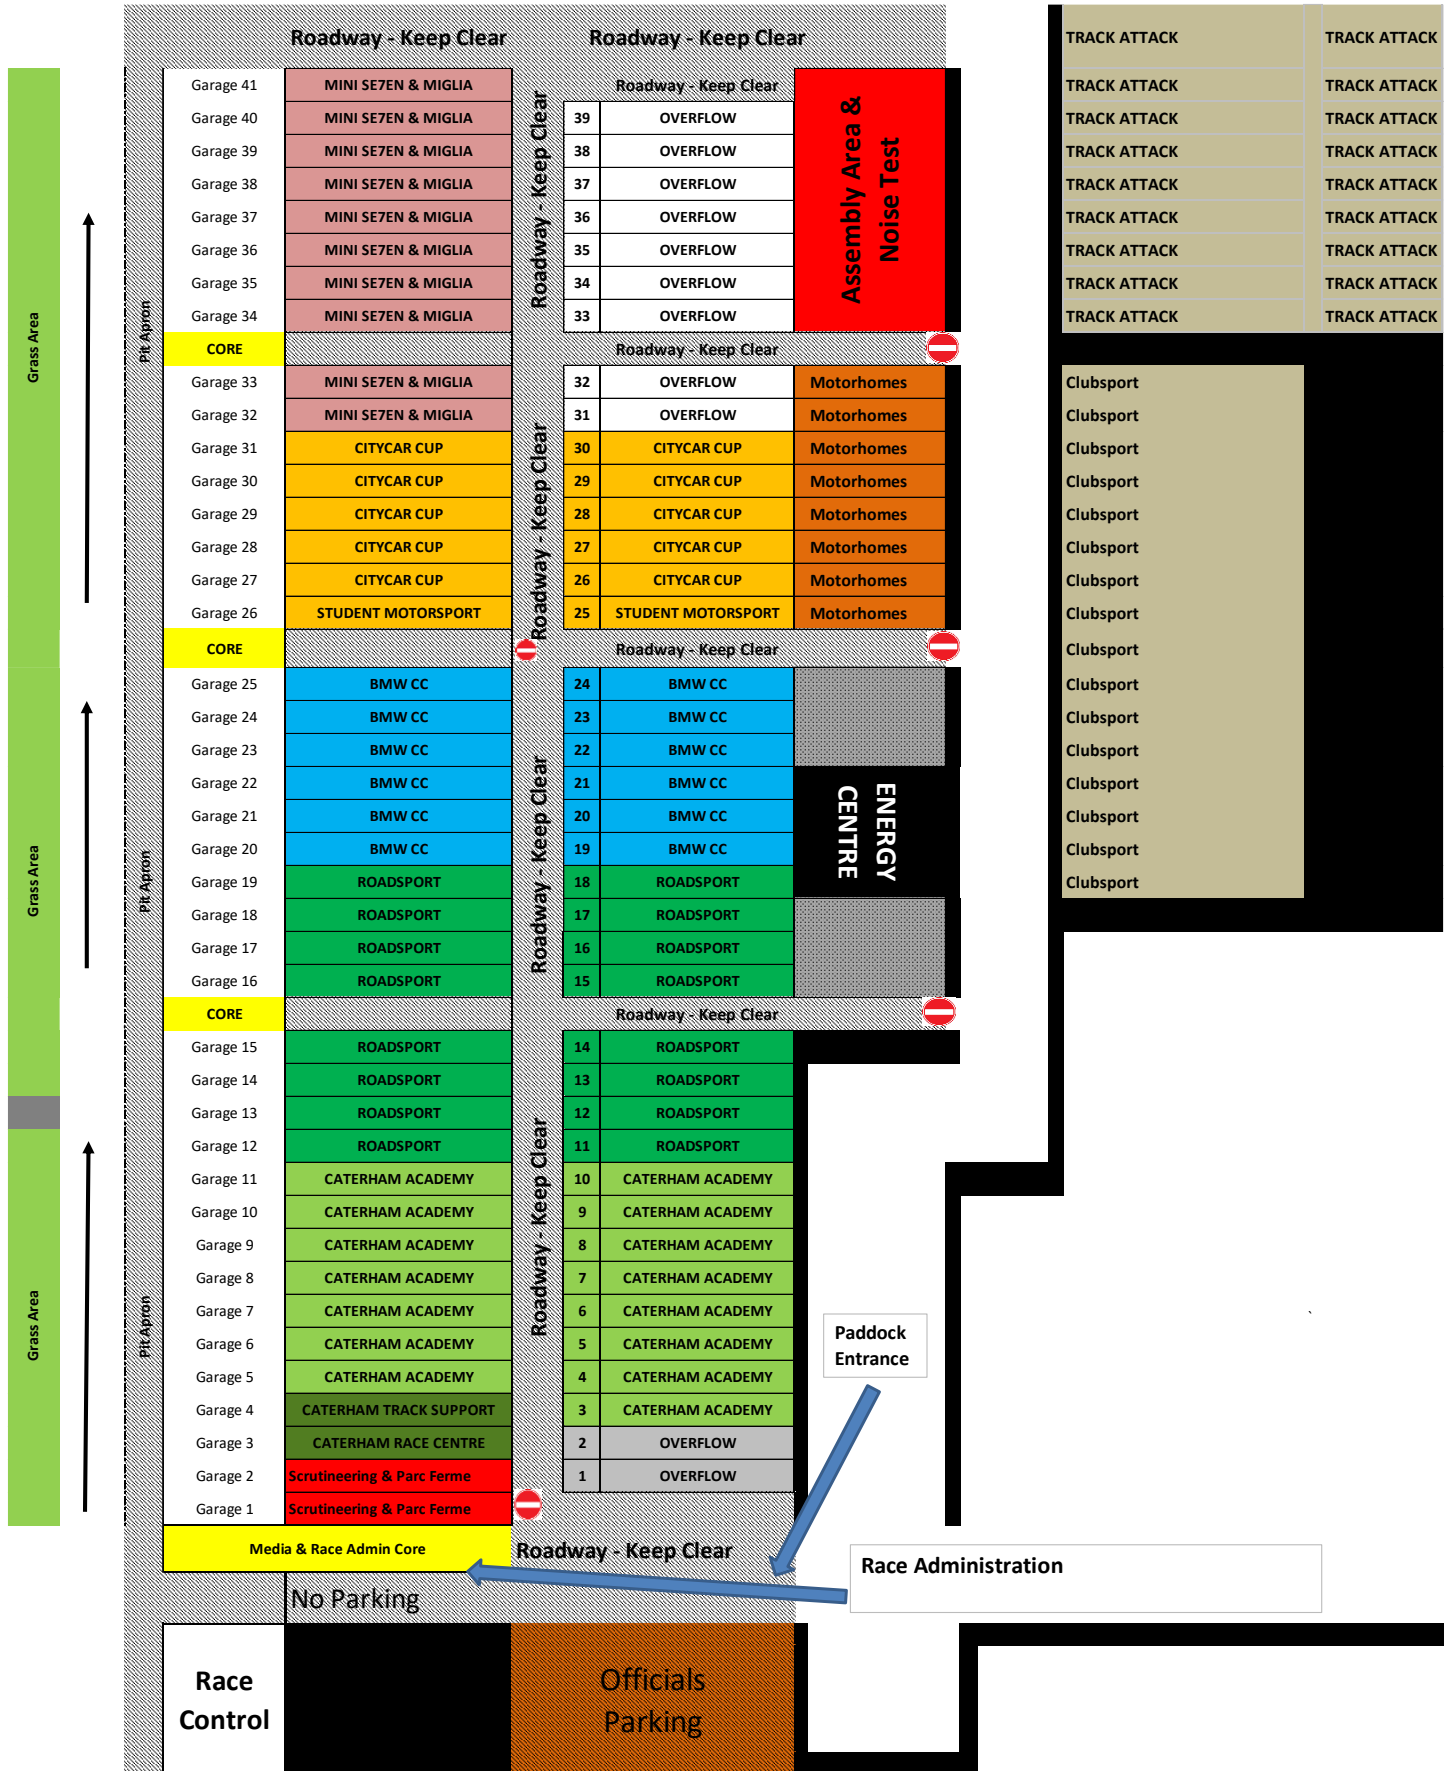 Roadway - Keep Clear Roadway - Keep Clear TRACK ATTACK TRACK ATTACK
Garage 41 MINI SE7EN & MIGLIA Roadway - Keep Clear TRACK ATTACK TRACK ATTACK
Garage 40 MINI SE7EN & MIGLIA 39 OVERFLOW TRACK ATTACK TRACK ATTACK
Garage 39 MINI SE7EN & MIGLIA 38 OVERFLOW TRACK ATTACK TRACK ATTACK
Garage 38 MINI SE7EN & MIGLIA 37 OVERFLOW TRACK ATTACK TRACK ATTACK
Garage 37 MINI SE7EN & MIGLIA 36 OVERFLOW TRACK ATTACK TRACK ATTACK
Garage 36 MINI SE7EN & MIGLIA 35 OVERFLOW TRACK ATTACK TRACK ATTACK
Garage 35 MINI SE7EN & MIGLIA 34 OVERFLOW TRACK ATTACK TRACK ATTACK
Garage 34 MINI SE7EN & MIGLIA 33 OVERFLOW TRACK ATTACK TRACK ATTACK
Roadway - Keep Clear
Assembly Area &
Noise Test
Grass Area
Pit Apron
CORE Roadway - Keep Clear
Garage 33 MINI SE7EN & MIGLIA 32 OVERFLOW Motorhomes Clubsport
Garage 32 MINI SE7EN & MIGLIA 31 OVERFLOW Motorhomes Clubsport
Garage 31 CITYCAR CUP 30 CITYCAR CUP Motorhomes Clubsport
Garage 30 CITYCAR CUP 29 CITYCAR CUP Motorhomes Clubsport
Garage 29 CITYCAR CUP 28 CITYCAR CUP Motorhomes Clubsport
Garage 28 CITYCAR CUP 27 CITYCAR CUP Motorhomes Clubsport
Garage 27 CITYCAR CUP 26 CITYCAR CUP Motorhomes Clubsport
Garage 26 STUDENT MOTORSPORT 25 STUDENT MOTORSPORT Motorhomes Clubsport
Roadway - Keep Clear
CORE Roadway - Keep Clear Clubsport
Garage 25 BMW CC 24 BMW CC Clubsport
Garage 24 BMW CC 23 BMW CC Clubsport
Garage 23 BMW CC 22 BMW CC Clubsport
Garage 22 BMW CC 21 BMW CC Clubsport
Garage 21 BMW CC 20 BMW CC Clubsport
Garage 20 BMW CC 19 BMW CC Clubsport
Garage 19 ROADSPORT 18 ROADSPORT Clubsport
Garage 18 ROADSPORT 17 ROADSPORT
Garage 17 ROADSPORT 16 ROADSPORT
Garage 16 ROADSPORT 15 ROADSPORT
Roadway - Keep Clear
ENERGY
CENTRE
Grass Area
Pit Apron
CORE Roadway - Keep Clear
Garage 15 ROADSPORT 14 ROADSPORT
Garage 14 ROADSPORT 13 ROADSPORT
Garage 13 ROADSPORT 12 ROADSPORT
Garage 12 ROADSPORT 11 ROADSPORT
Garage 11 CATERHAM ACADEMY 10 CATERHAM ACADEMY
Garage 10 CATERHAM ACADEMY 9 CATERHAM ACADEMY
Garage 9 CATERHAM ACADEMY 8 CATERHAM ACADEMY
Garage 8 CATERHAM ACADEMY 7 CATERHAM ACADEMY
Garage 7 CATERHAM ACADEMY 6 CATERHAM ACADEMY
Garage 6 CATERHAM ACADEMY 5 CATERHAM ACADEMY
Garage 5 CATERHAM ACADEMY 4 CATERHAM ACADEMY
Garage 4 CATERHAM TRACK SUPPORT 3 CATERHAM ACADEMY
Garage 3 CATERHAM RACE CENTRE 2 OVERFLOW
Garage 2 Scrutineering & Parc Ferme 1 OVERFLOW
Garage 1 Scrutineering & Parc Ferme
Roadway - Keep Clear
Grass Area
Pit Apron
Paddock
Entrance
`
Media & Race Admin Core Roadway - Keep Clear
Race Administration
No Parking
Race
Control
Officials
Parking